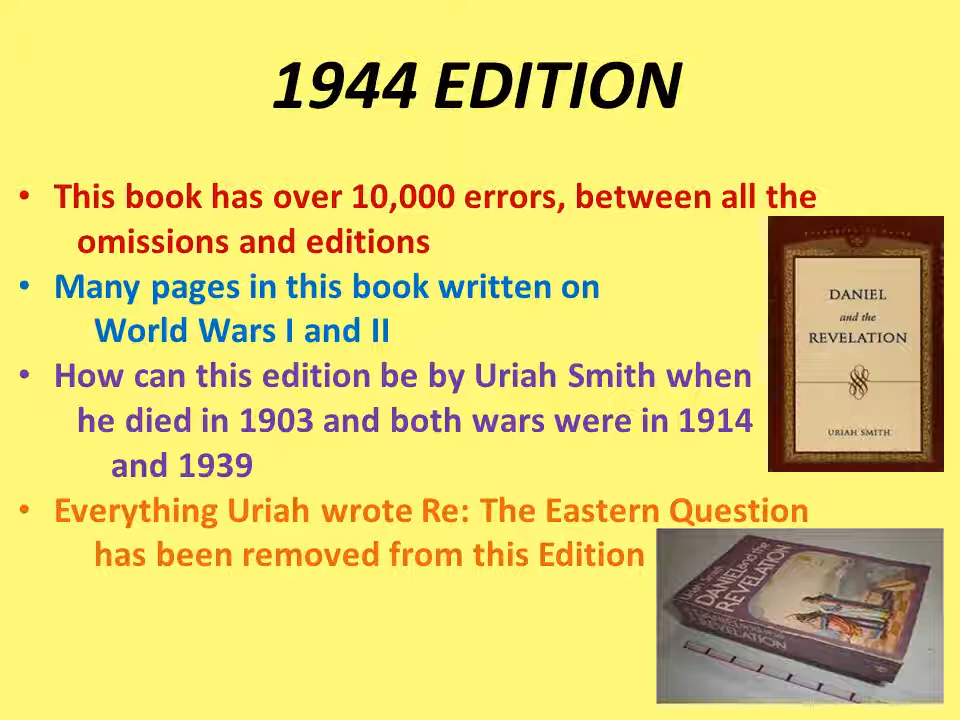 1944 EDITION
• This book has over 10,000 errors, between all the
omissions and editions
• Many pages in this book written on
World Wars I and II
• How can this edition be by Uriah Smith when
he died in 1903 and both wars were in 1914
and 1939
• Everything Uriah wrote Re: The Eastern Question
has been removed from this Edition
DANIEL
and the
REVELATION
URIAH SMITH
Uriah Smith
DANIEL and the
REVELATION
REVELATION